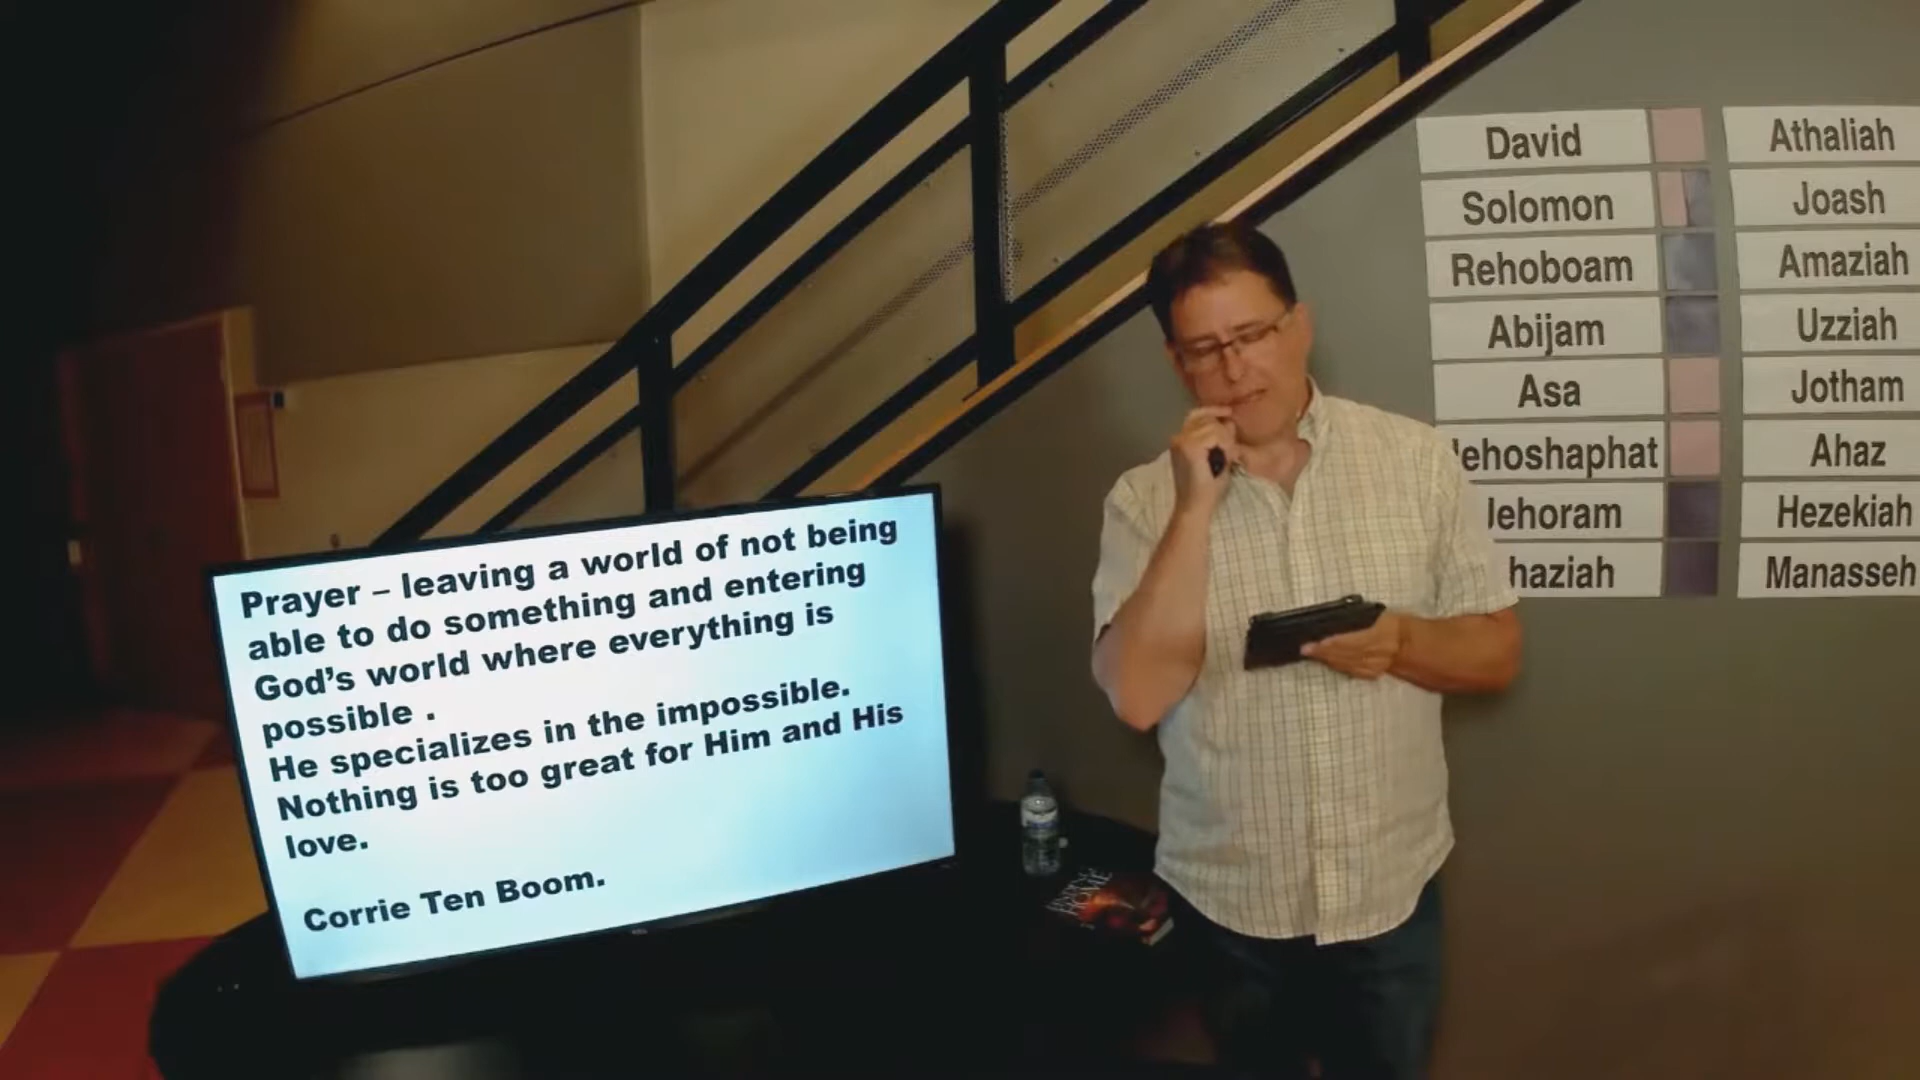 Prayer – leaving a world of not being
able to do something and entering
God's world where everything is
possible .
He specializes in the impossible.
Nothing is too great for Him and His
love.
Corrie Ten Boom.
David
Solomon
Rehoboam
Abijam
Asa
ehoshaphat
Jehoram
haziah
Athaliah
Joash
Amaziah
Uzziah
Jotham
Ahaz
Hezekiah
Manasseh
HOME